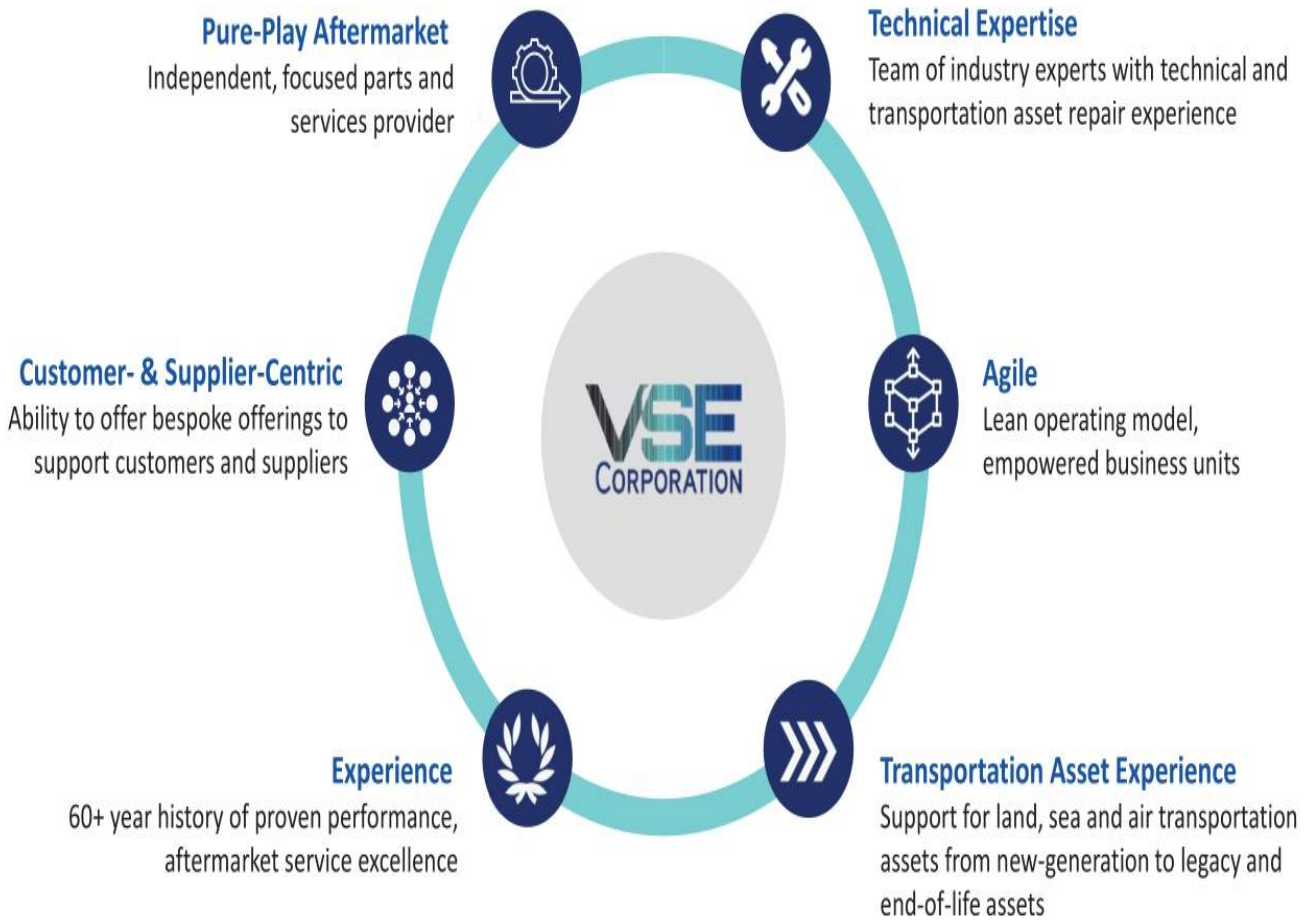 Pure-Play Aftermarket
Independent, focused parts and
services provider
Technical Expertise
Team of industry experts with technical and
transportation asset repair experience
Customer- & Supplier-Centric
Ability to offer bespoke offerings to
support customers and suppliers
VSE
CORPORATION
Agile
Lean operating model,
empowered business units
Experience
60+ year history of proven performance,
aftermarket service excellence
Transportation Asset Experience
Support for land, sea and air transportation
assets from new-generation to legacy and
end-of-life assets